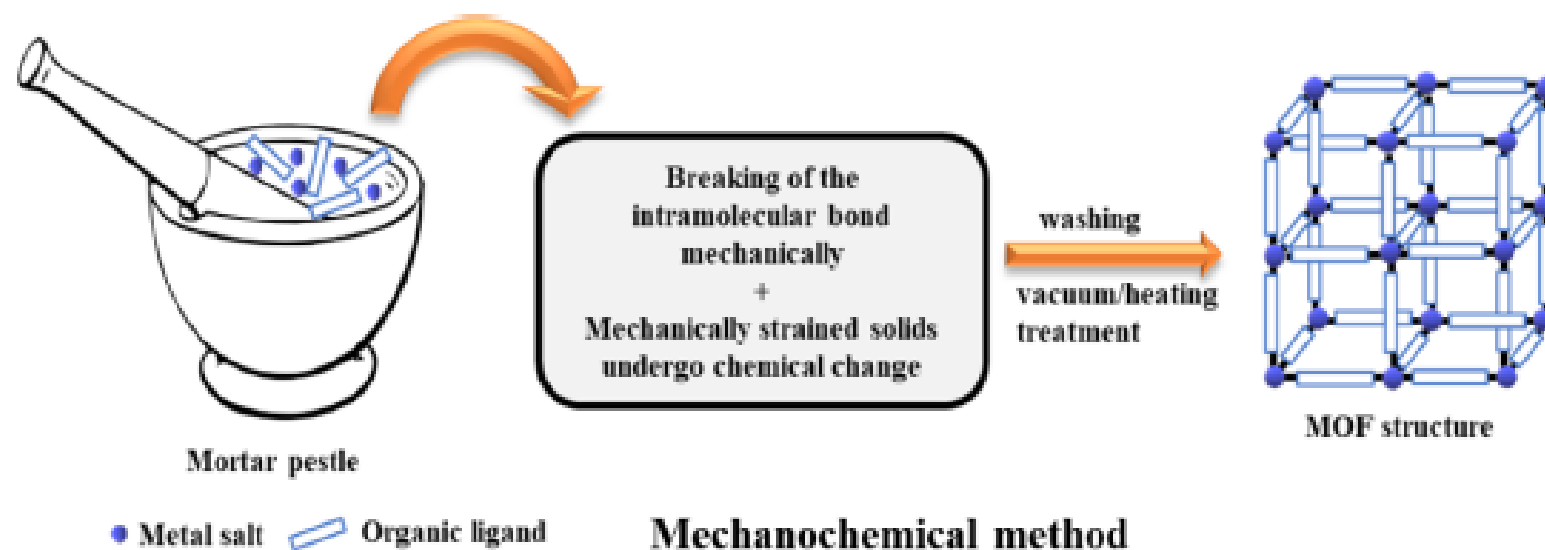 Breaking of the
intramolecular bond
mechanically
+
Mechanically strained solids
undergo chemical change
washing
vacuum/heating
treatment
MOF structure
Mortar pestle
Metal salt
Organic ligand
Mechanochemical method